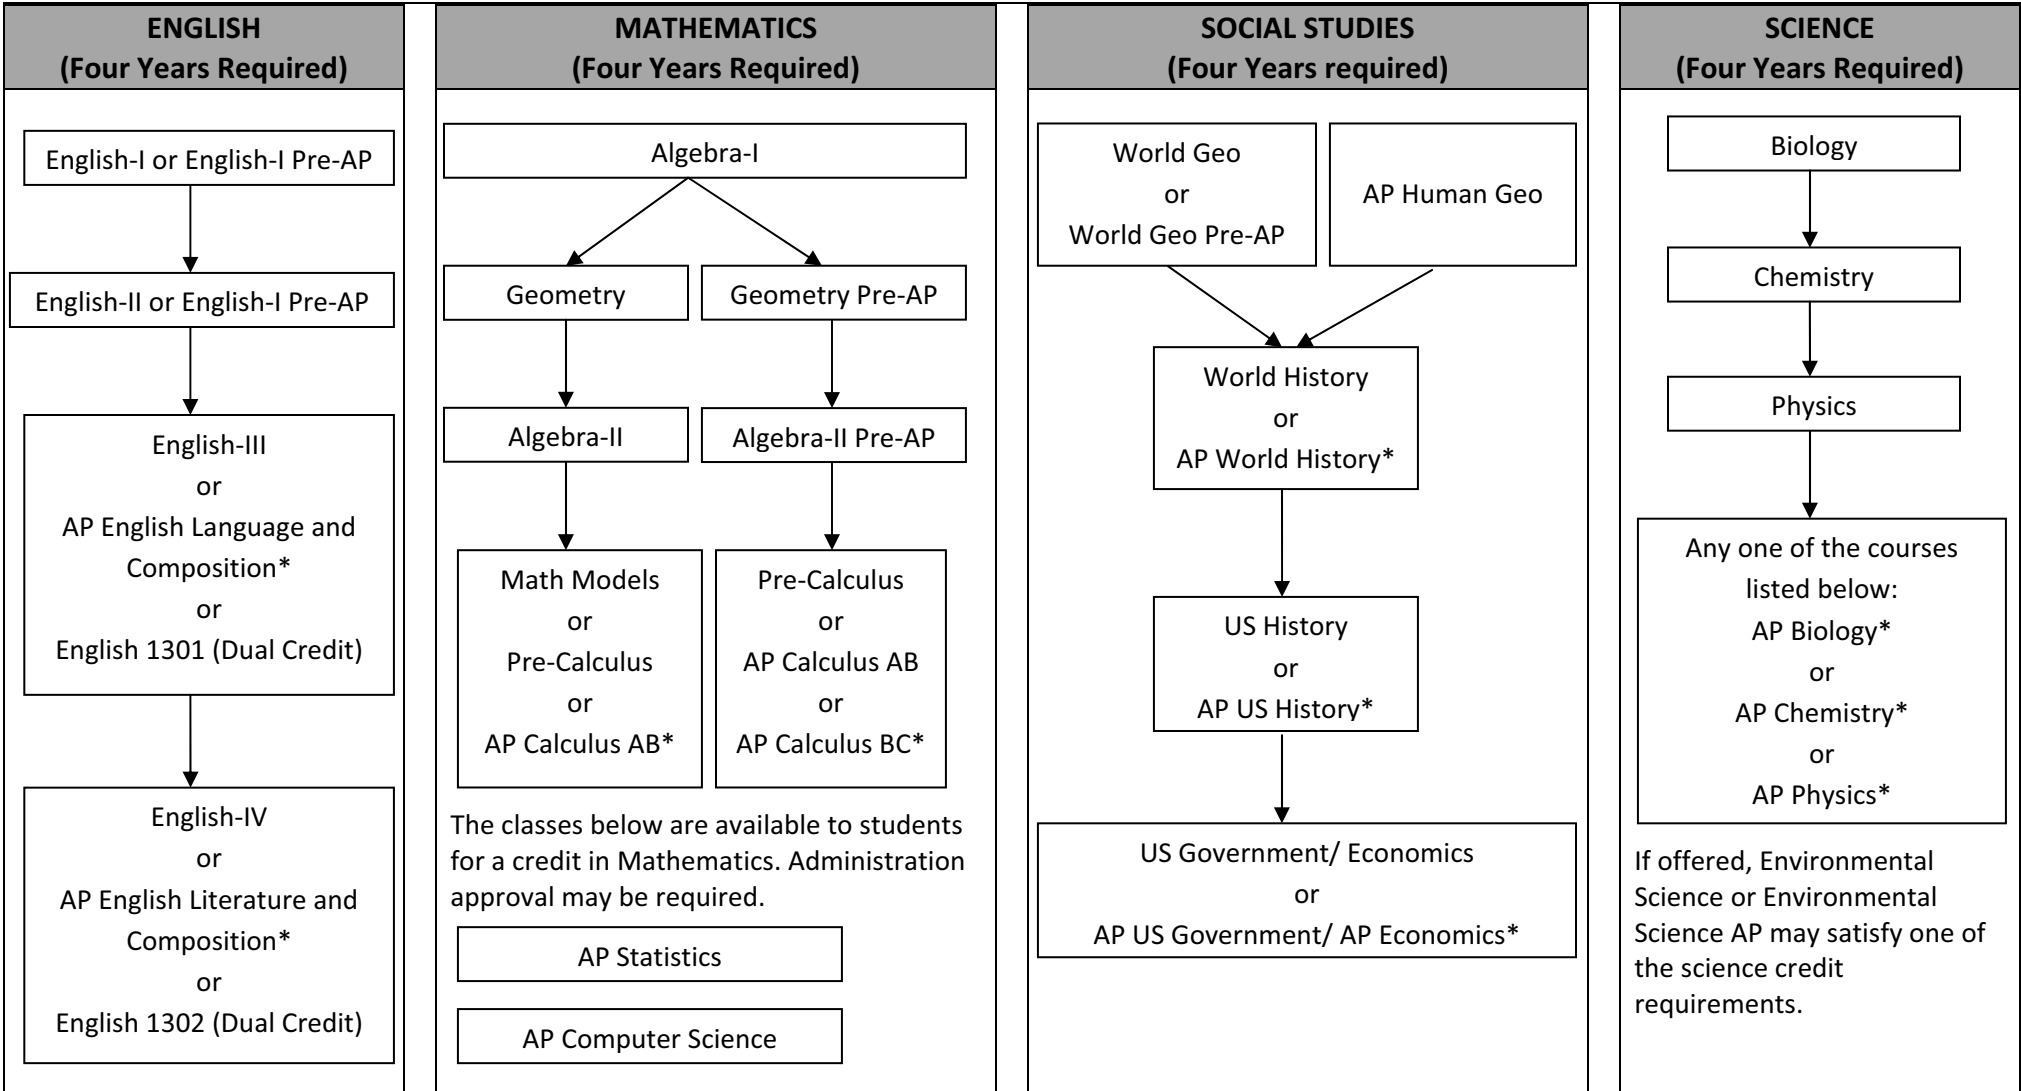 ENGLISH
(Four Years Required)
English-I or English-I Pre-AP
English-II or English-I Pre-AP
English-III
or
AP English Language and
Composition*
or
English 1301 (Dual Credit)
English-IV
or
AP English Literature and
Composition*
or
English 1302 (Dual Credit)
MATHEMATICS
(Four Years Required)
Algebra-I
Geometry
Geometry Pre-AP
Algebra-II
Algebra-II Pre-AP
Math Models
or
Pre-Calculus
or
AP Calculus AB*
Pre-Calculus
or
AP Calculus AB
or
AP Calculus BC*
The classes below are available to students
for a credit in Mathematics. Administration
approval may be required.
AP Statistics
AP Computer Science
SOCIAL STUDIES
(Four Years required)
World Geo
or
World Geo Pre-AP
AP Human Geo
World History
or
AP World History*
US History
or
AP US History*
US Government/ Economics
or
AP US Government/ AP Economics*
SCIENCE
(Four Years Required)
Biology
Chemistry
Physics
Any one of the courses
listed below:
AP Biology*
or
AP Chemistry*
or
AP Physics*
If offered, Environmental
Science or Environmental
Science AP may satisfy one of
the science credit
requirements.